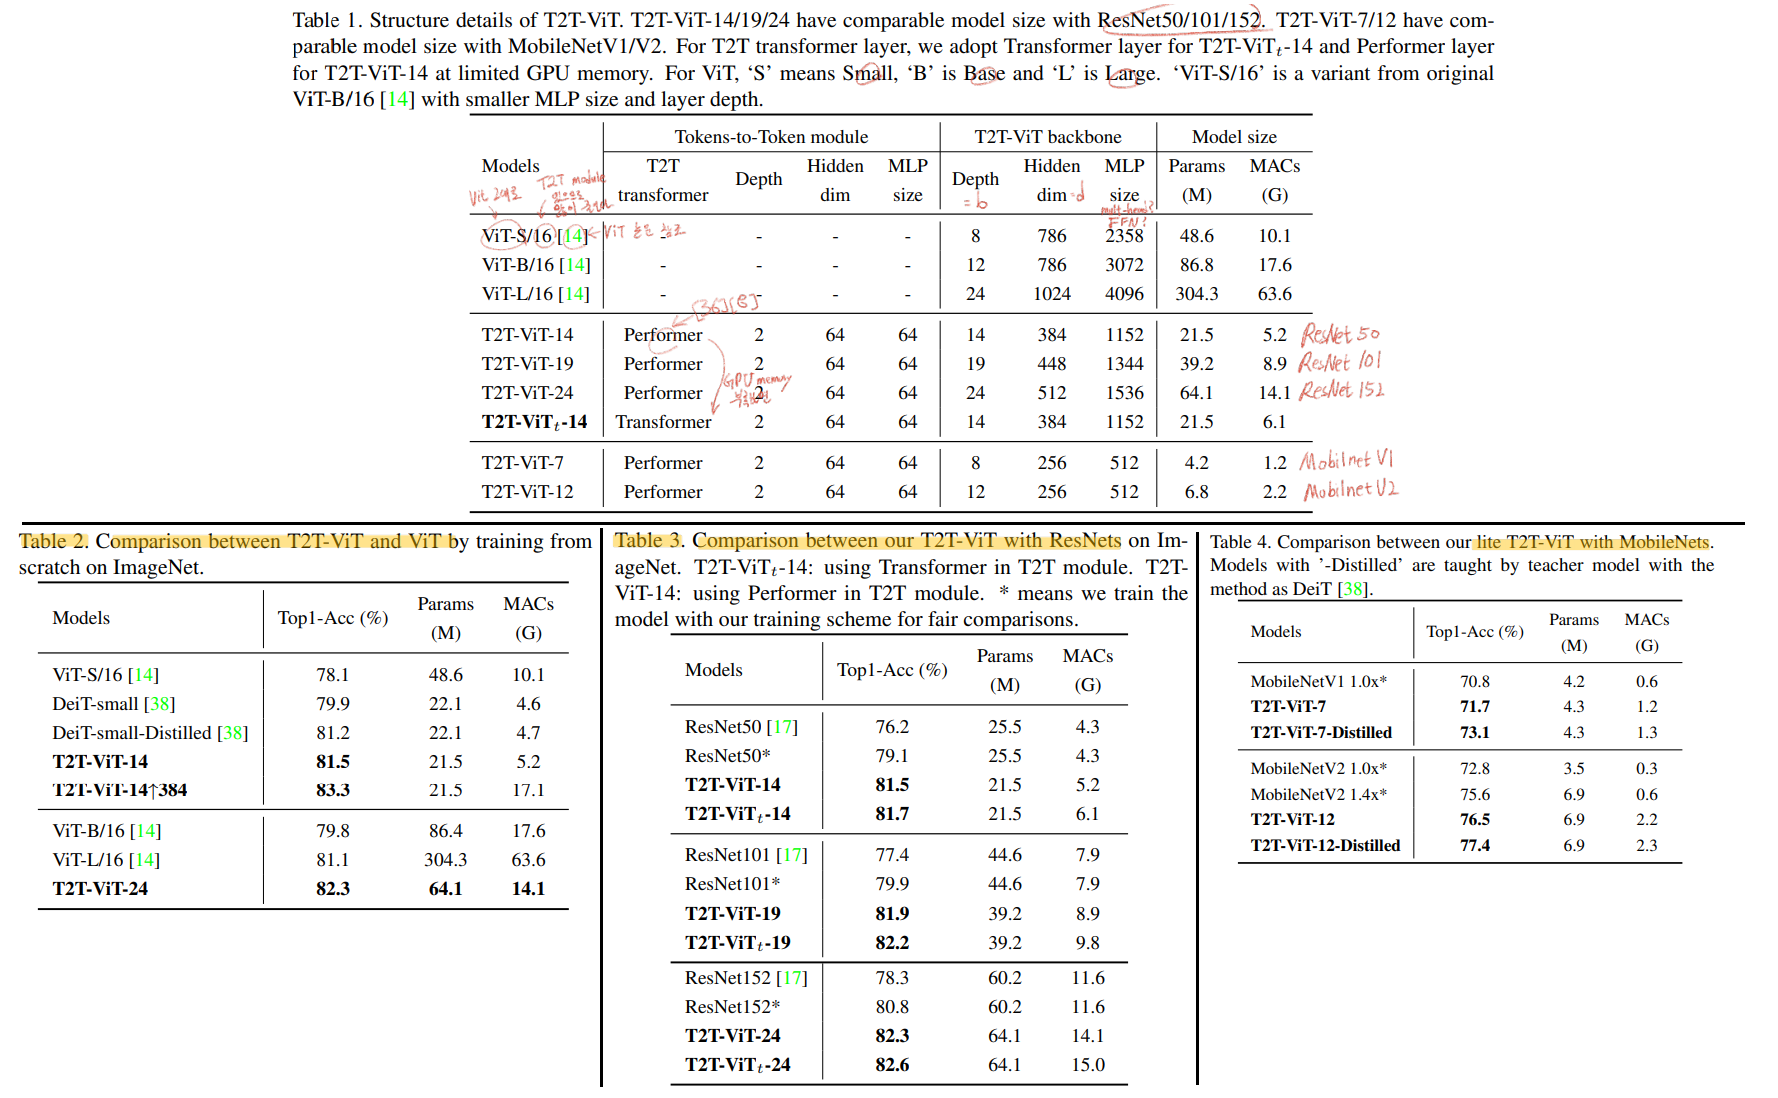 Table 1. Structure details of T2T-ViT. T2T-ViT-14/19/24 have comparable model size with ResNet50/101/152. T2T-ViT-7/12 have com-
parable model size with MobileNetV1/V2. For T2T transformer layer, we adopt Transformer layer for T2T-ViTt-14 and Performer layer
for T2T-ViT-14 at limited GPU memory. For ViT, ‘S’ means Small, ‘B’ is Base and ‘L’ is Large. ‘ViT-S/16’ is a variant from original
ViT-B/16 [14] with smaller MLP size and layer depth.
Tokens-to-Token module T2T-ViT backbone Model size
Models T2T transformer Depth Hidden dim MLP size Depth Hidden dim MLP size Params (M) MACs (G)
= b
= d
FFN?
Vit 그대로
T2T module
ViT 논문 참고
ViT-S/16 [14] - - - - 8 786 2358 48.6 10.1
ViT-B/16 [14] - - - - 12 786 3072 86.8 17.6
ViT-L/16 [14] - - - - 24 1024 4096 304.3 63.6
T2T-ViT-14 Performer 2 64 64 14 384 1152 21.5 5.2 ResNet 50
T2T-ViT-19 Performer 2 64 64 19 448 1344 39.2 8.9 ResNet 101
GPU memory
T2T-ViT-24 Performer 2 64 64 24 512 1536 64.1 14.1 ResNet 152
T2T-ViTt-14 Transformer 2 64 64 14 384 1152 21.5 6.1
T2T-ViT-7 Performer 2 64 64 8 256 512 4.2 1.2 Mobilnet V1
T2T-ViT-12 Performer 2 64 64 12 256 512 6.8 2.2 Mobilnet V2
Table 2. Comparison between T2T-ViT and ViT by training from
scratch on ImageNet.
Models Top1-Acc (%) Params (M) MACs (G)
ViT-S/16 [14] 78.1 48.6 10.1
DeiT-small [38] 79.9 22.1 4.6
DeiT-small-Distilled [38] 81.2 22.1 4.7
T2T-ViT-14 81.5 21.5 5.2
T2T-ViT-14↑384 83.3 21.5 17.1
ViT-B/16 [14] 79.8 86.4 17.6
ViT-L/16 [14] 81.1 304.3 63.6
T2T-ViT-24 82.3 64.1 14.1
Table 3. Comparison between our T2T-ViT with ResNets on Im-
ageNet. T2T-ViTt-14: using Transformer in T2T module. T2T-
ViT-14: using Performer in T2T module. * means we train the
model with our training scheme for fair comparisons.
Models Top1-Acc (%) Params (M) MACs (G)
ResNet50 [17] 76.2 25.5 4.3
ResNet50* 79.1 25.5 4.3
T2T-ViT-14 81.5 21.5 5.2
T2T-ViTt-14 81.7 21.5 6.1
ResNet101 [17] 77.4 44.6 7.9
ResNet101* 79.9 44.6 7.9
T2T-ViT-19 81.9 39.2 8.9
T2T-ViTt-19 82.2 39.2 9.8
ResNet152 [17] 78.3 60.2 11.6
ResNet152* 80.8 60.2 11.6
T2T-ViT-24 82.3 64.1 14.1
T2T-ViTt-24 82.6 64.1 15.0
Table 4. Comparison between our lite T2T-ViT with MobileNets.
Models with ’-Distilled’ are taught by teacher model with the
method as DeiT [38].
Models Top1-Acc (%) Params (M) MACs (G)
MobileNetV1 1.0x* 70.8 4.2 0.6
T2T-ViT-7 71.7 4.3 1.2
T2T-ViT-7-Distilled 73.1 4.3 1.3
MobileNetV2 1.0x* 72.8 3.5 0.3
MobileNetV2 1.4x* 75.6 6.9 0.6
T2T-ViT-12 76.5 6.9 2.2
T2T-ViT-12-Distilled 77.4 6.9 2.3